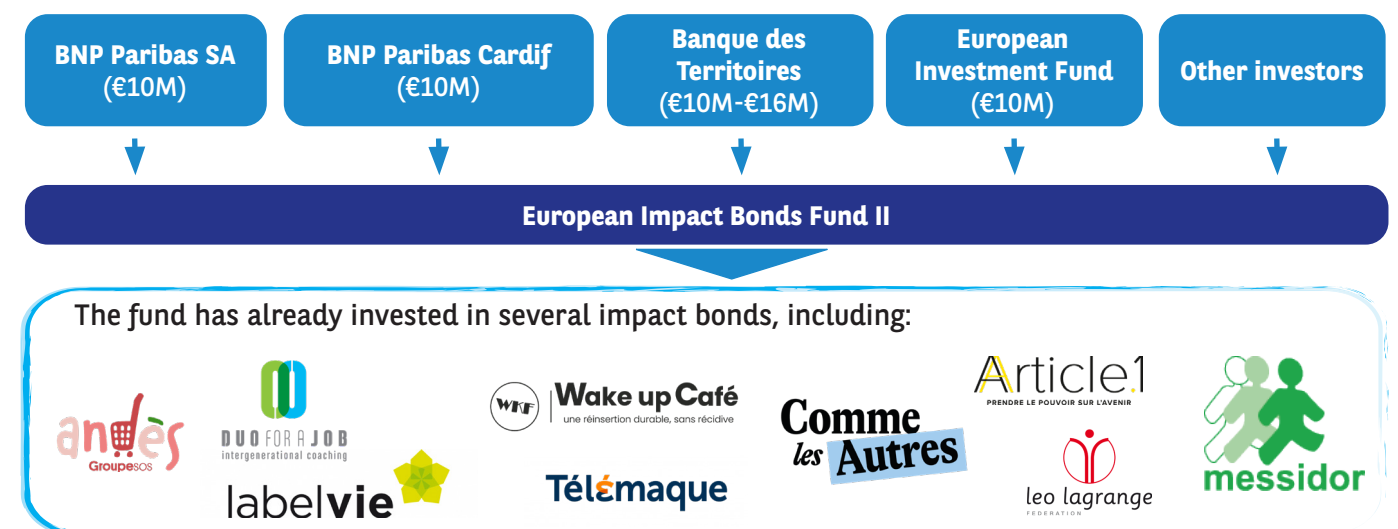 BNP Paribas SA
(€10M)
BNP Paribas Cardif
(€10M)
Banque des
Territoires
(€10M-€16M)
European
Investment Fund
(€10M)
Other investors
European Impact Bonds Fund II
The fund has already invested in several impact bonds, including:
andès
Groupesos
DUO FOR A JOB
intergenerational coaching
labelvie
WKF
Wake up Café
une réinsertion durable, sans récidive
Télémaque
Comme
les Autres
Article.1
PRENDRE LE POUVOIR SUR L'AVENIR
leo lagrange
FEDERATION
messidor